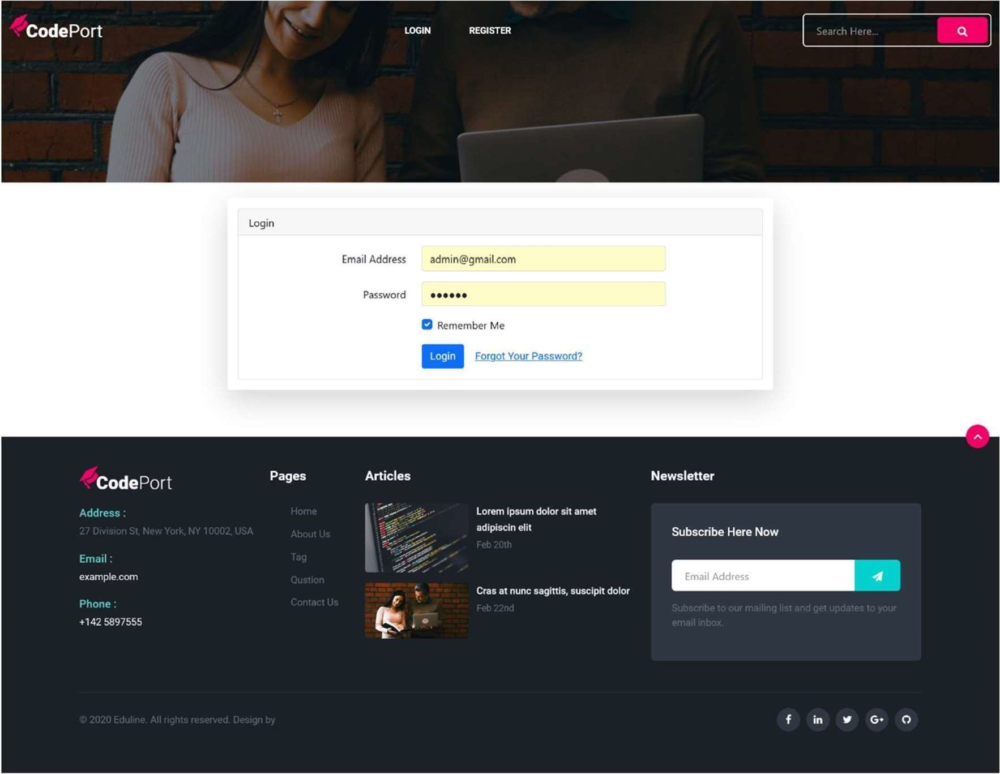 CodePort
LOGIN
REGISTER
Search Here...
Login
Email Address
admin@gmail.com
Password
Remember Me
Login
Forgot Your Password?
CodePort
Address :
27 Division St, New York, NY 10002, USA
Email :
example.com
Phone :
+142 5897555
Pages
Home
About Us
Tag
Qustion
Contact Us
Articles
Lorem ipsum dolor sit amet
adipiscin elit
Feb 20th
Cras at nunc sagittis, suscipit dolor
Feb 22nd
Newsletter
Subscribe Here Now
Email Address
Subscribe to our mailing list and get updates to your
email inbox.
© 2020 Eduline. All rights reserved. Design by